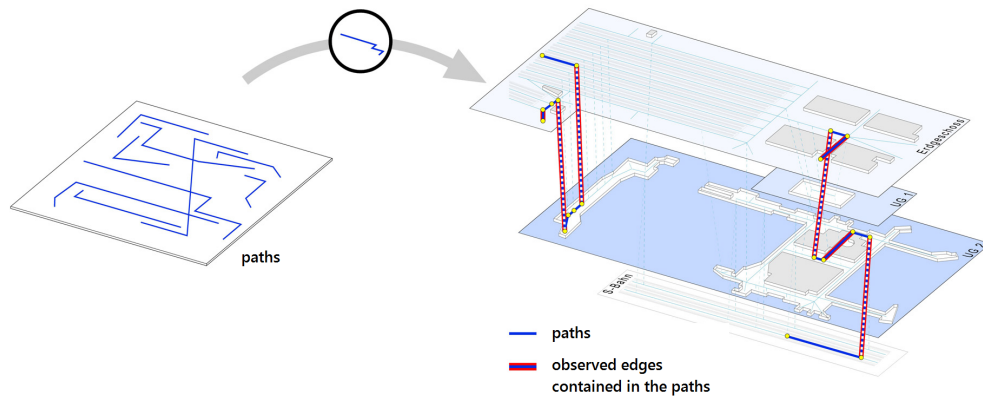 Erdgeschoss
UG 1
paths
UG 2
S-Bahn
paths
observed edges
contained in the paths